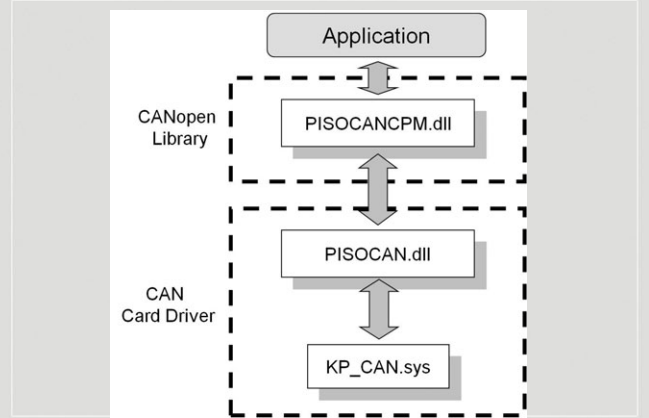 Application
CANopen
Library
PISOCANCPM.dll
PISOCAN.dll
CAN
Card Driver
KP_CAN.sys